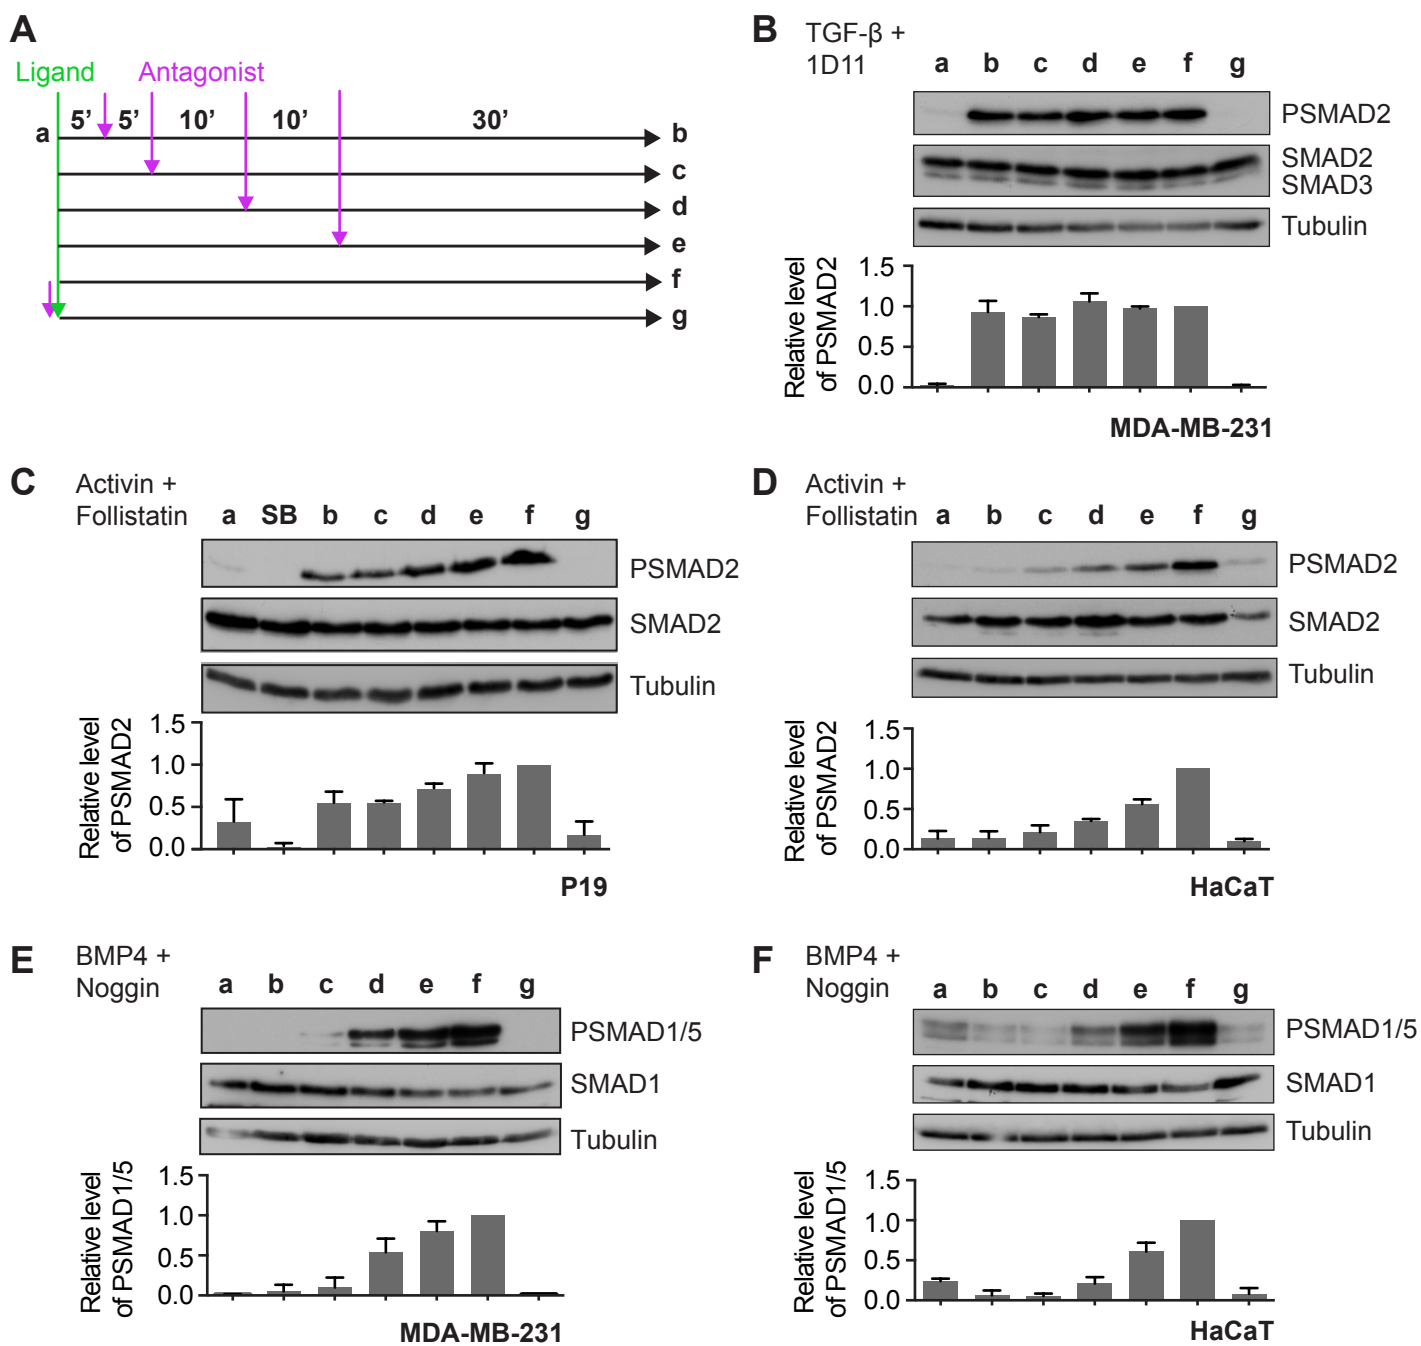 A
Ligand Antagonist
a 5’ 5’ 10’ 10’ 30’ b
c
d
e
f
g
B TGF-β +
1D11 a b c d e f g
PSMAD2
SMAD2
SMAD3
Tubulin
Relative level
of PSMAD2
1.5
1.0
0.5
0.0
MDA-MB-231
C Activin +
Follistatin a SB b c d e f g
PSMAD2
SMAD2
Tubulin
Relative level
of PSMAD2
1.5
1.0
0.5
0.0
P19
D Activin +
Follistatin a b c d e f g
PSMAD2
SMAD2
Tubulin
Relative level
of PSMAD2
1.5
1.0
0.5
0.0
HaCaT
E BMP4 +
Noggin a b c d e f g
PSMAD1/5
SMAD1
Tubulin
Relative level
of PSMAD1/5
1.5
1.0
0.5
0.0
MDA-MB-231
F BMP4 +
Noggin a b c d e f g
PSMAD1/5
SMAD1
Tubulin
Relative level
of PSMAD1/5
1.5
1.0
0.5
0.0
HaCaT